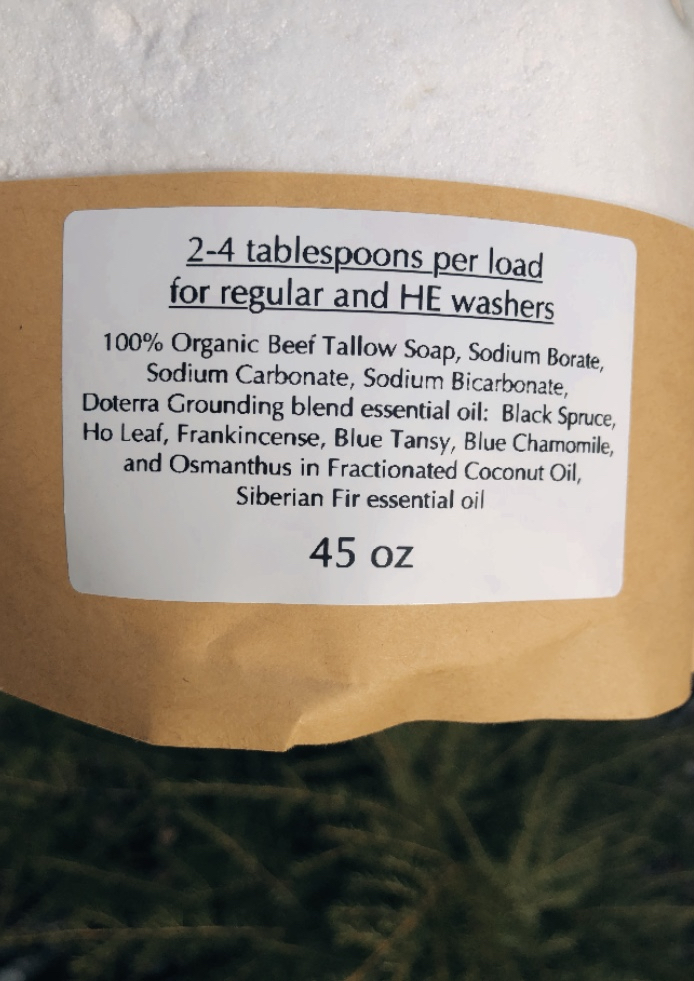 2-4 tablespoons per load
for regular and HE washers
100% Organic Beef Tallow Soap, Sodium Borate,
Sodium Carbonate, Sodium Bicarbonate,
Doterra Grounding blend essential oil: Black Spruce,
Ho Leaf, Frankincense, Blue Tansy, Blue Chamomile,
and Osmanthus in Fractionated Coconut Oil,
Siberian Fir essential oil
45 oz